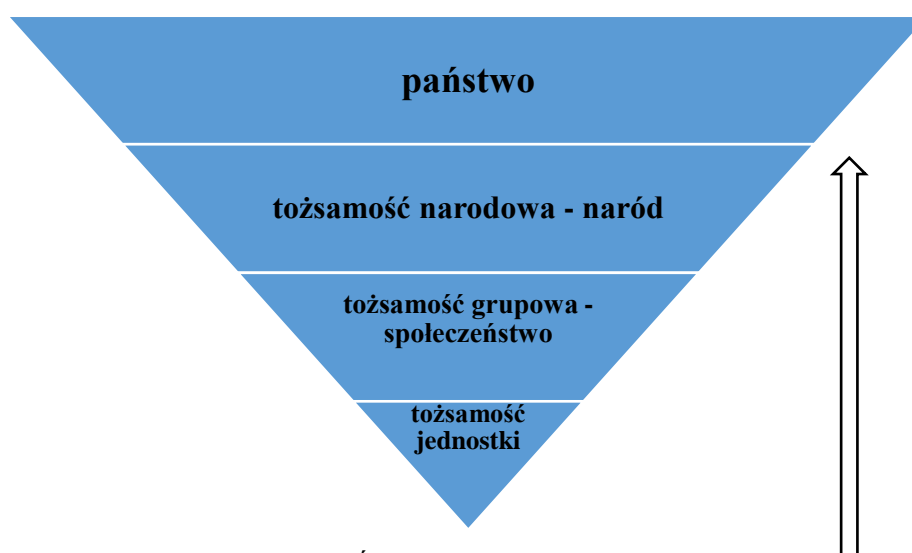 państwo
tożsamość narodowa - naród
tożsamość grupowa -
społeczeństwo
tożsamość
jednostki